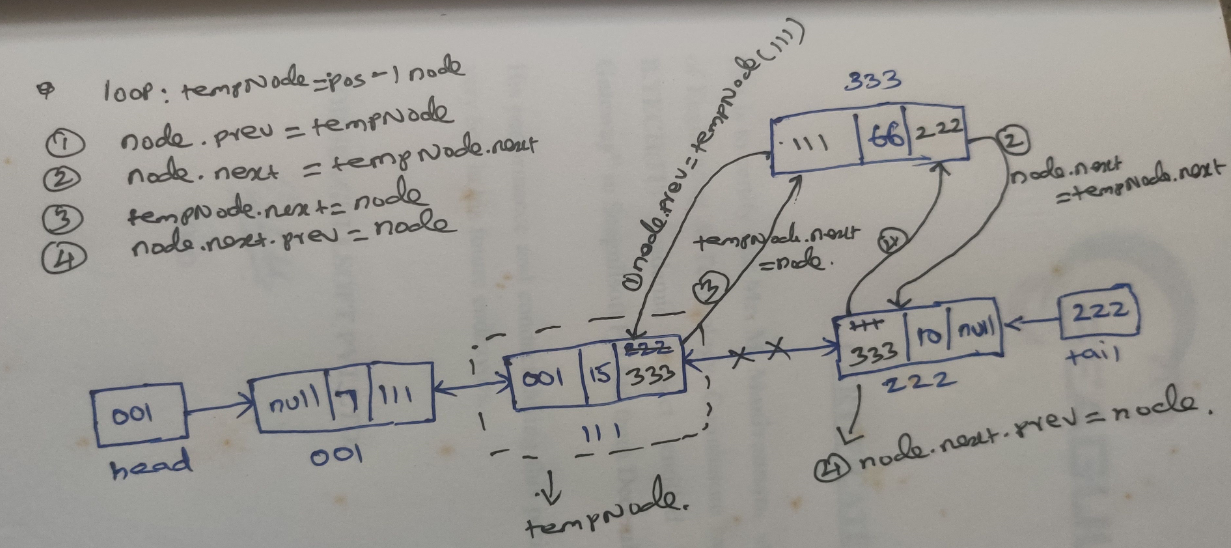 loop: tempNode=pos-1 node
① node.prev = tempNode
② node.next = tempNode.next
③ tempNode.next= node
④ node.next.prev = node
①node.prev=tempNode(111)
333
111 66 222
②
node.next
=tempNode.next
tempNode.next
=node.
③
④
001
head
null 7 111
001
001 15 222
333
111
tempNode.
111
333 10 null
222
222
tail
④ node.next.prev=node.